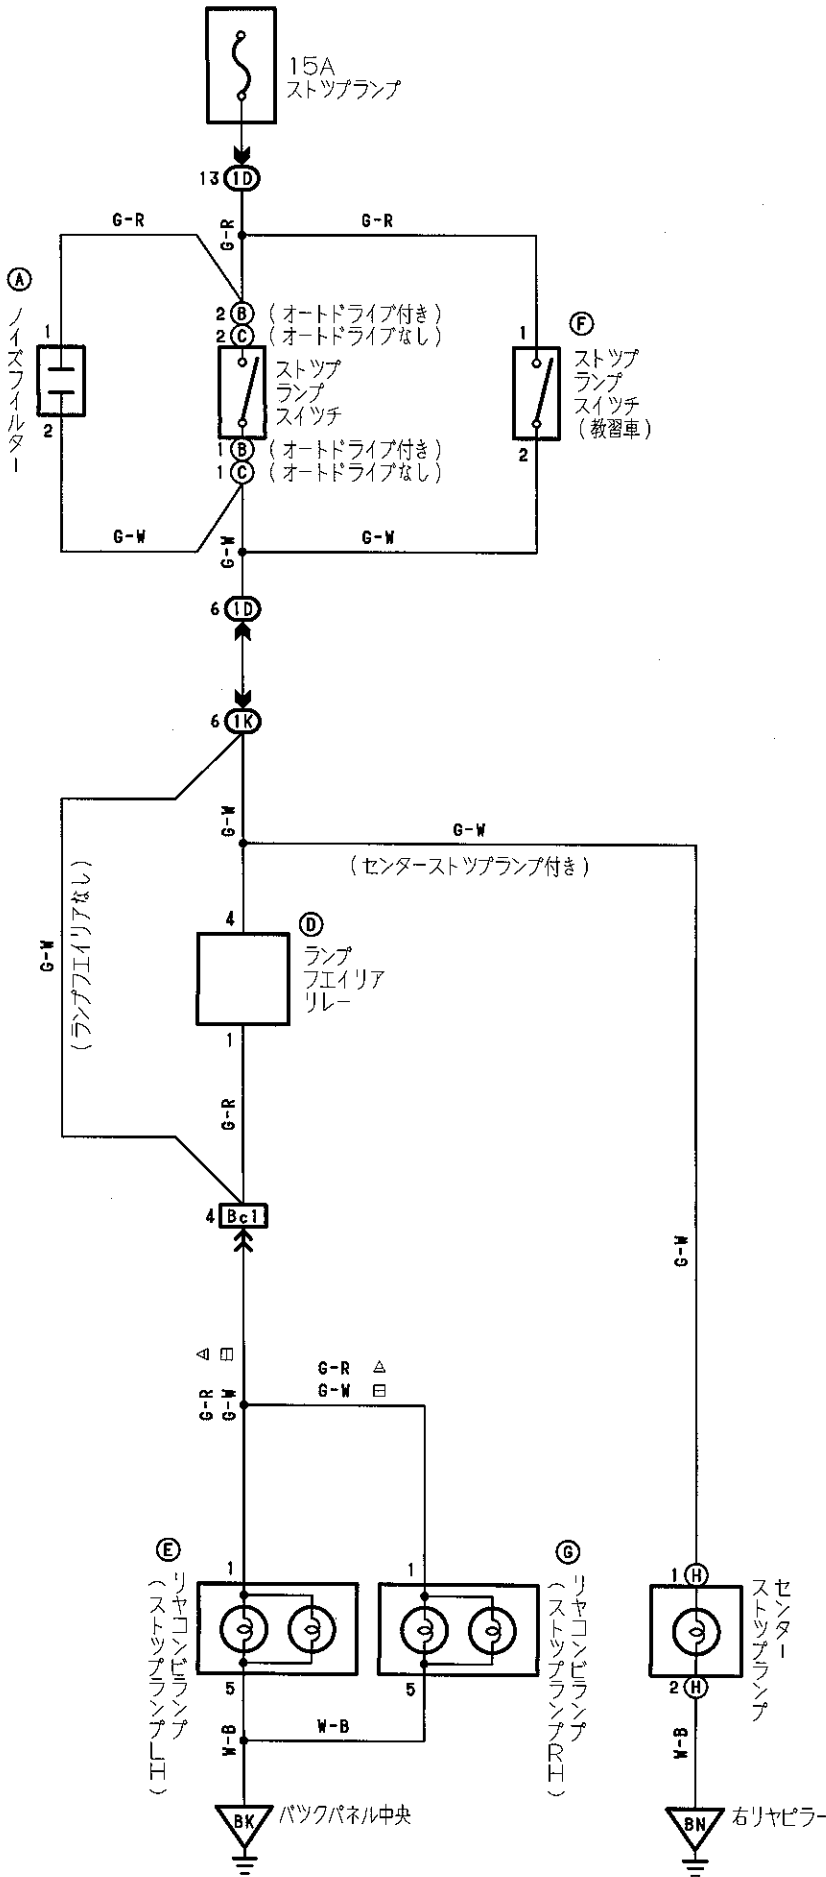 15A
ストツプランプ
13 1D
G-R
G-R
G-R
A
ノイズフィルター
1
2
2 B (オートドライブ付き)
2 C (オートドライブなし)
ストツプ
ランプ
スイツチ
1 B (オートドライブ付き)
1 C (オートドライブなし)
F
1
ストツプ
ランプ
スイツチ
(教習車)
2
G-W
G-W
G-W
6 1D
6 1K
G-W
G-W
(センターストツプランプ付き)
G-W
(ランプフエイリアなし)
4
D
ランプ
フエイリア
リレー
1
G-R
4 Bc1
G-W
G-R
G-W
G-R
G-W
E
1
リヤコンビランプ
(ストツプランプLH)
5
G
1
リヤコンビランプ
(ストツプランプRH)
5
1 H
センター
ストツプランプ
2 H
W-B
W-B
W-B
BK バツクパネル中央
BN 右リヤピラー